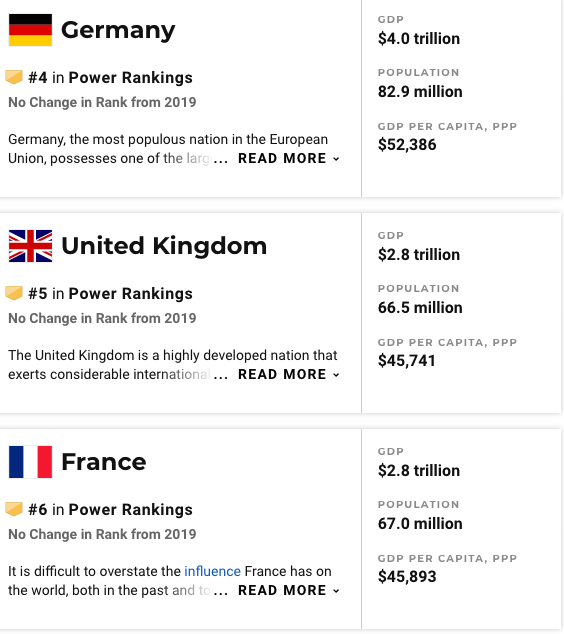 Germany
#4 in Power Rankings
No Change in Rank from 2019
Germany, the most populous nation in the European
Union, possesses one of the larg... READ MORE
GDP
$4.0 trillion
POPULATION
82.9 million
GDP PER CAPITA, PPP
$52,386
United Kingdom
#5 in Power Rankings
No Change in Rank from 2019
The United Kingdom is a highly developed nation that
exerts considerable international... READ MORE
GDP
$2.8 trillion
POPULATION
66.5 million
GDP PER CAPITA, PPP
$45,741
France
#6 in Power Rankings
No Change in Rank from 2019
It is difficult to overstate the influence France has on
the world, both in the past and to... READ MORE
GDP
$2.8 trillion
POPULATION
67.0 million
GDP PER CAPITA, PPP
$45,893